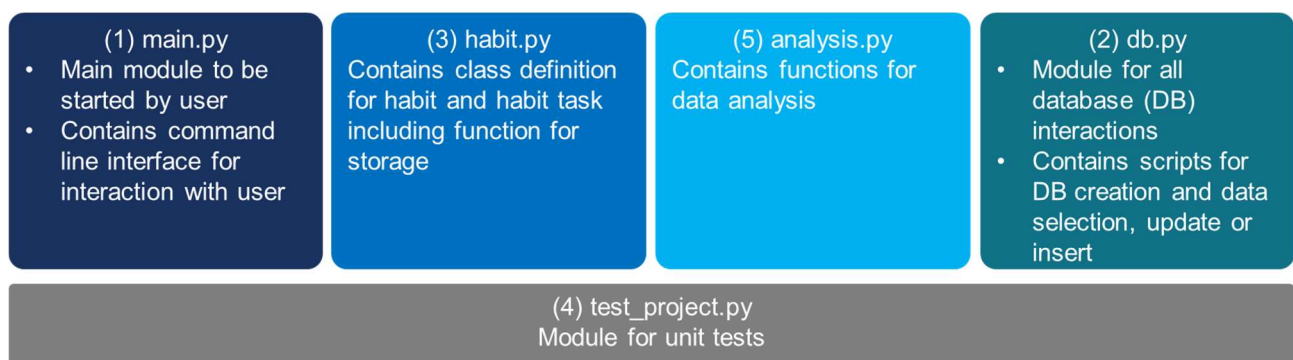 (1) main.py
• Main module to be
started by user
• Contains command
line interface for
interaction with user
(3) habit.py
Contains class definition
for habit and habit task
including function for
storage
(5) analysis.py
Contains functions for
data analysis
(2) db.py
• Module for all
database (DB)
interactions
• Contains scripts for
DB creation and data
selection, update or
insert
(4) test_project.py
Module for unit tests